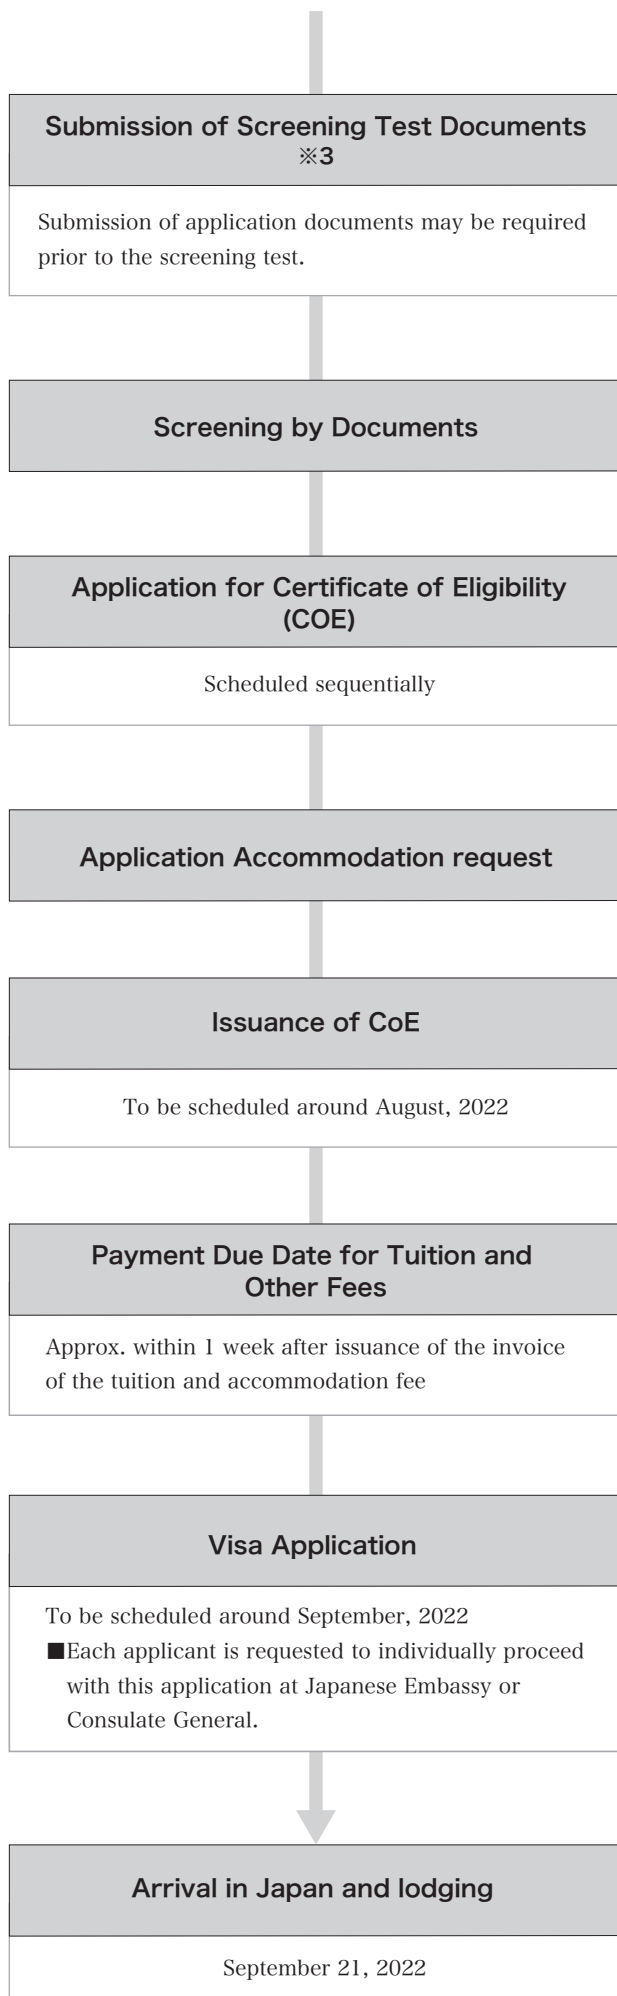 Submission of Screening Test Documents
※3
Submission of application documents may be required
prior to the screening test.
Screening by Documents
Application for Certificate of Eligibility
(COE)
Scheduled sequentially
Application Accommodation request
Issuance of CoE
To be scheduled around August, 2022
Payment Due Date for Tuition and
Other Fees
Approx. within 1 week after issuance of the invoice
of the tuition and accommodation fee
Visa Application
To be scheduled around September, 2022
■Each applicant is requested to individually proceed
with this application at Japanese Embassy or
Consulate General.
Arrival in Japan and lodging
September 21, 2022